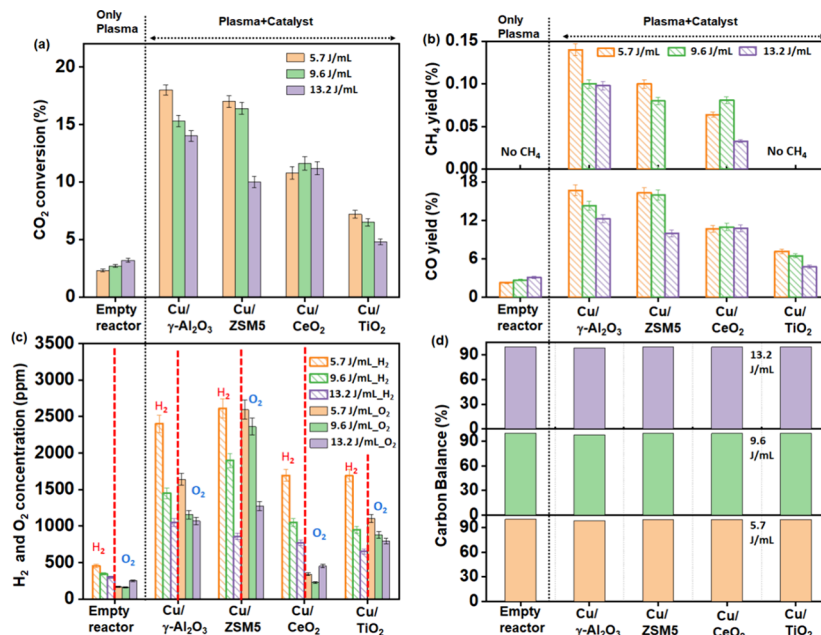 Only
Plasma
Plasma+Catalyst
(a)
5.7 J/mL
9.6 J/mL
13.2 J/mL
CO₂ conversion (%)
20
18
15
10
5
0
Empty
reactor
Cu/
γ-Al₂O₃
Cu/
ZSM5
Cu/
CeO₂
Cu/
TiO₂
Only
Plasma
Plasma+Catalyst
(b)
5.7 J/mL
9.6 J/mL
13.2 J/mL
CH₄ yield (%)
0.15
0.10
0.05
0.00
No CH₄
No CH₄
CO yield (%)
18
12
6
0
Empty
reactor
Cu/
γ-Al₂O₃
Cu/
ZSM5
Cu/
CeO₂
Cu/
TiO₂
(c)
H₂ and O₂ concentration (ppm)
3500
3000
2500
2000
1500
1000
500
0
5.7 J/mL_H₂
9.6 J/mL_H₂
13.2 J/mL_H₂
5.7 J/mL_O₂
9.6 J/mL_O₂
13.2 J/mL_O₂
H₂
O₂
H₂
O₂
H₂
O₂
H₂
O₂
H₂
O₂
Empty
reactor
Cu/
γ-Al₂O₃
Cu/
ZSM5
Cu/
CeO₂
Cu/
TiO₂
(d)
Carbon Balance (%)
90
13.2
J/mL
90
9.6
J/mL
90
5.7
J/mL
Empty
reactor
Cu/
γ-Al₂O₃
Cu/
ZSM5
Cu/
CeO₂
Cu/
TiO₂